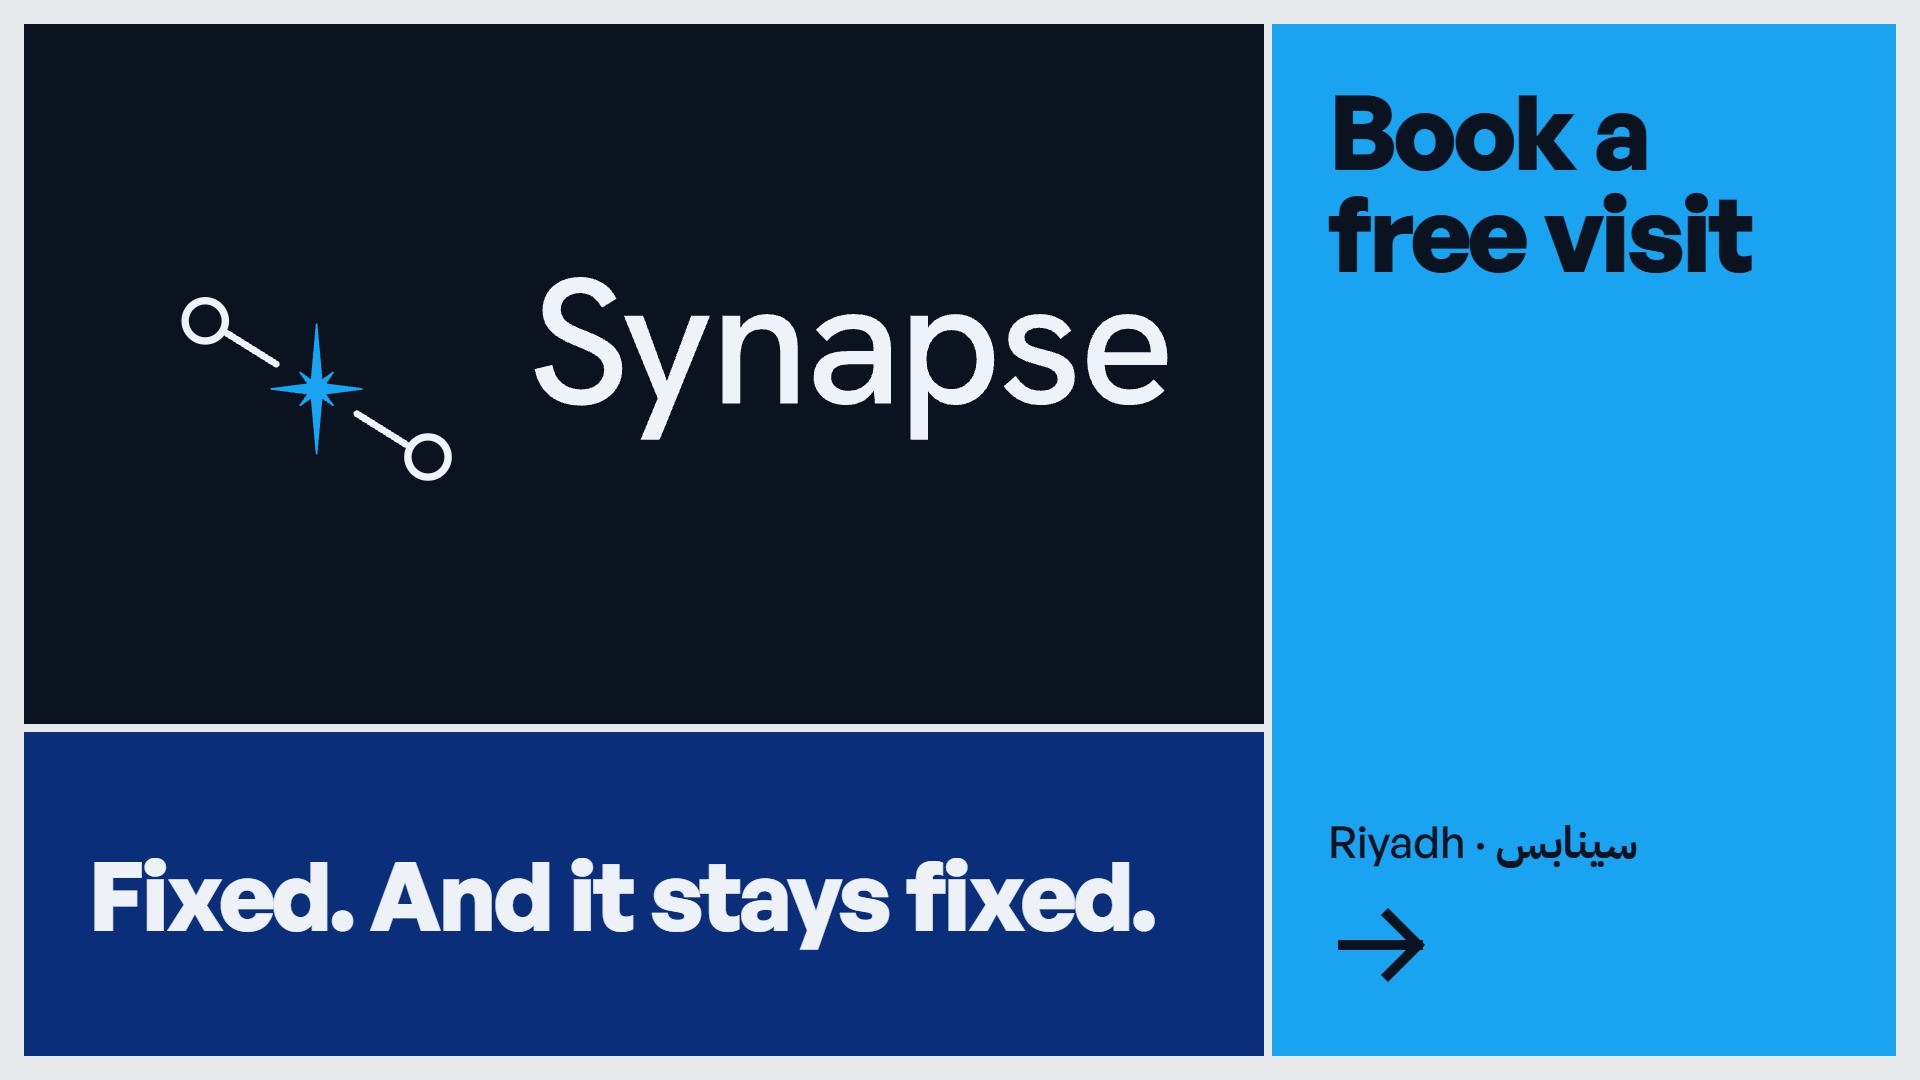 Synapse
Fixed. And it stays fixed.
Book a
free visit
Riyadh · سينابس